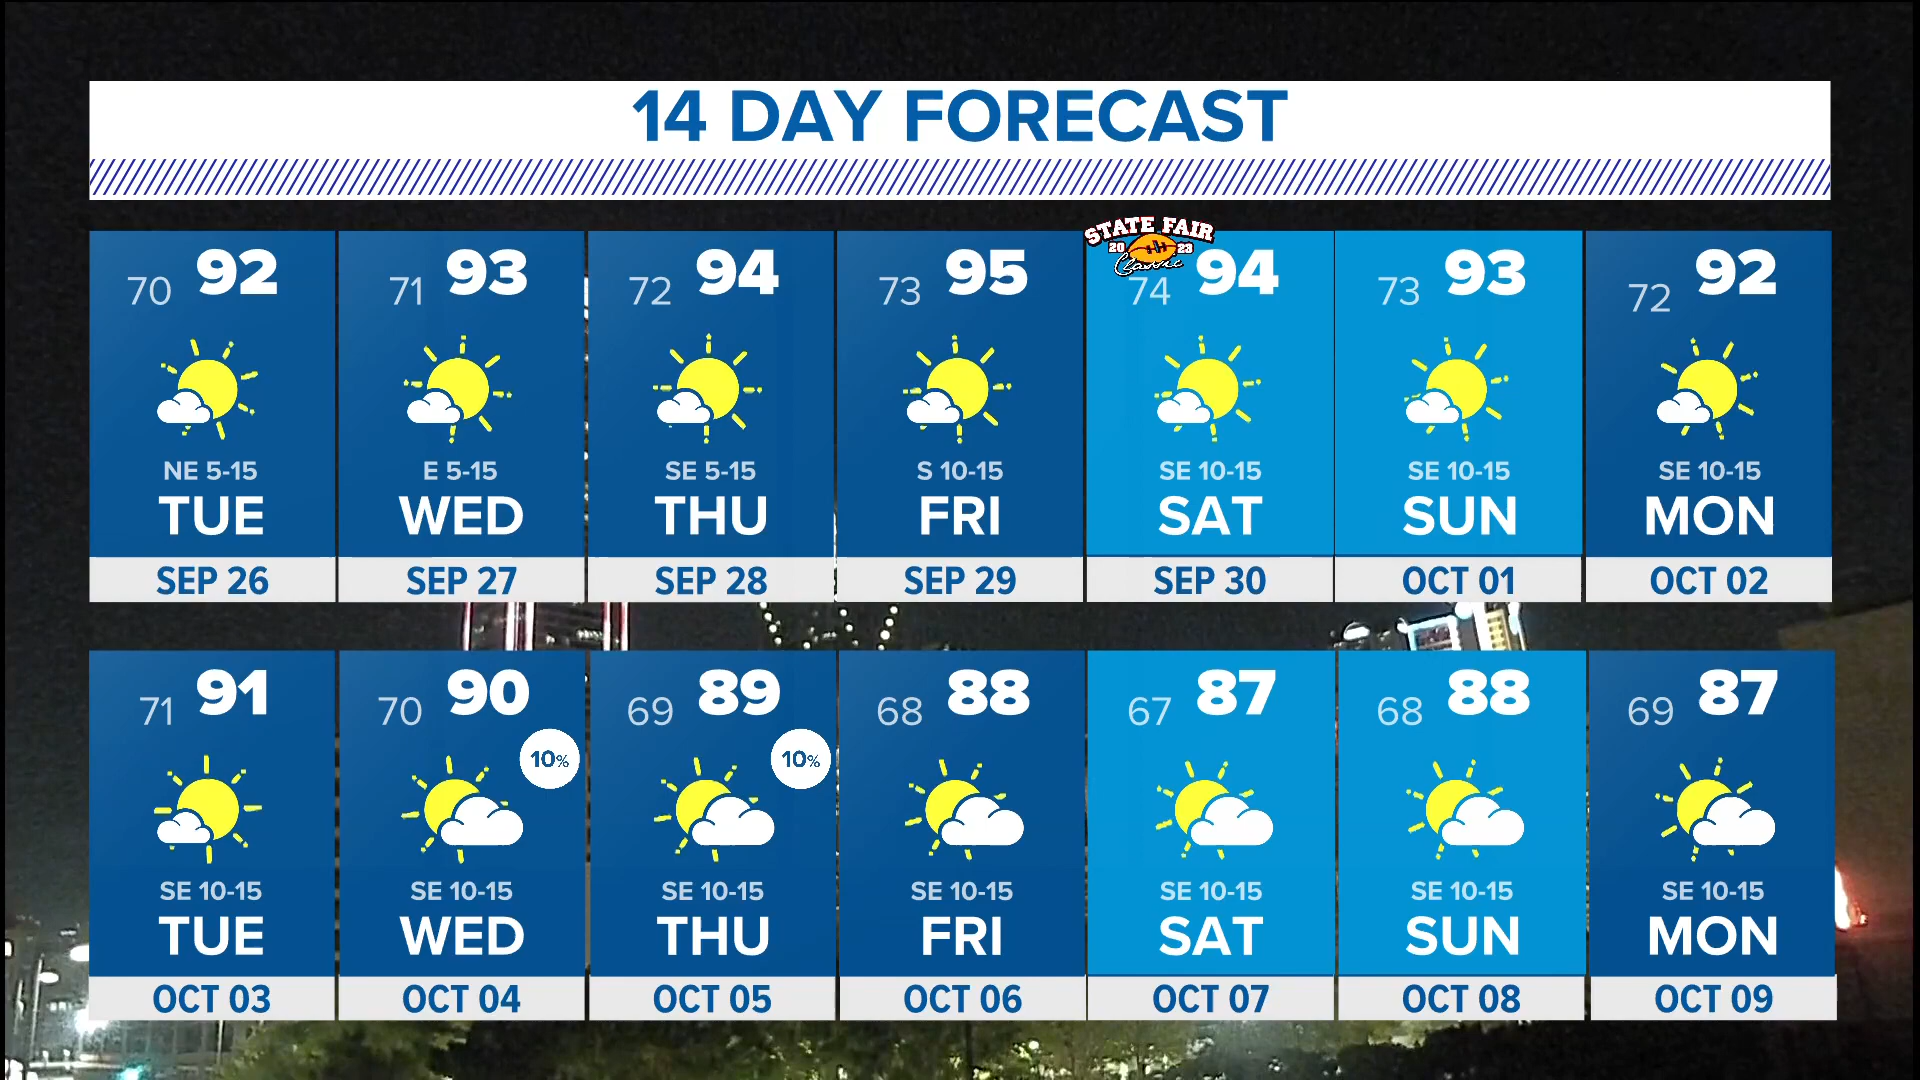 14 DAY FORECAST
70 92
NE 5-15
TUE
SEP 26
71 93
E 5-15
WED
SEP 27
72 94
SE 5-15
THU
SEP 28
73 95
S 10-15
FRI
SEP 29
STATE FAIR
20 23
Classic
74 94
SE 10-15
SAT
SEP 30
73 93
SE 10-15
SUN
OCT 01
72 92
SE 10-15
MON
OCT 02
71 91
SE 10-15
TUE
OCT 03
70 90
10%
SE 10-15
WED
OCT 04
69 89
10%
SE 10-15
THU
OCT 05
68 88
SE 10-15
FRI
OCT 06
67 87
SE 10-15
SAT
OCT 07
68 88
SE 10-15
SUN
OCT 08
69 87
SE 10-15
MON
OCT 09